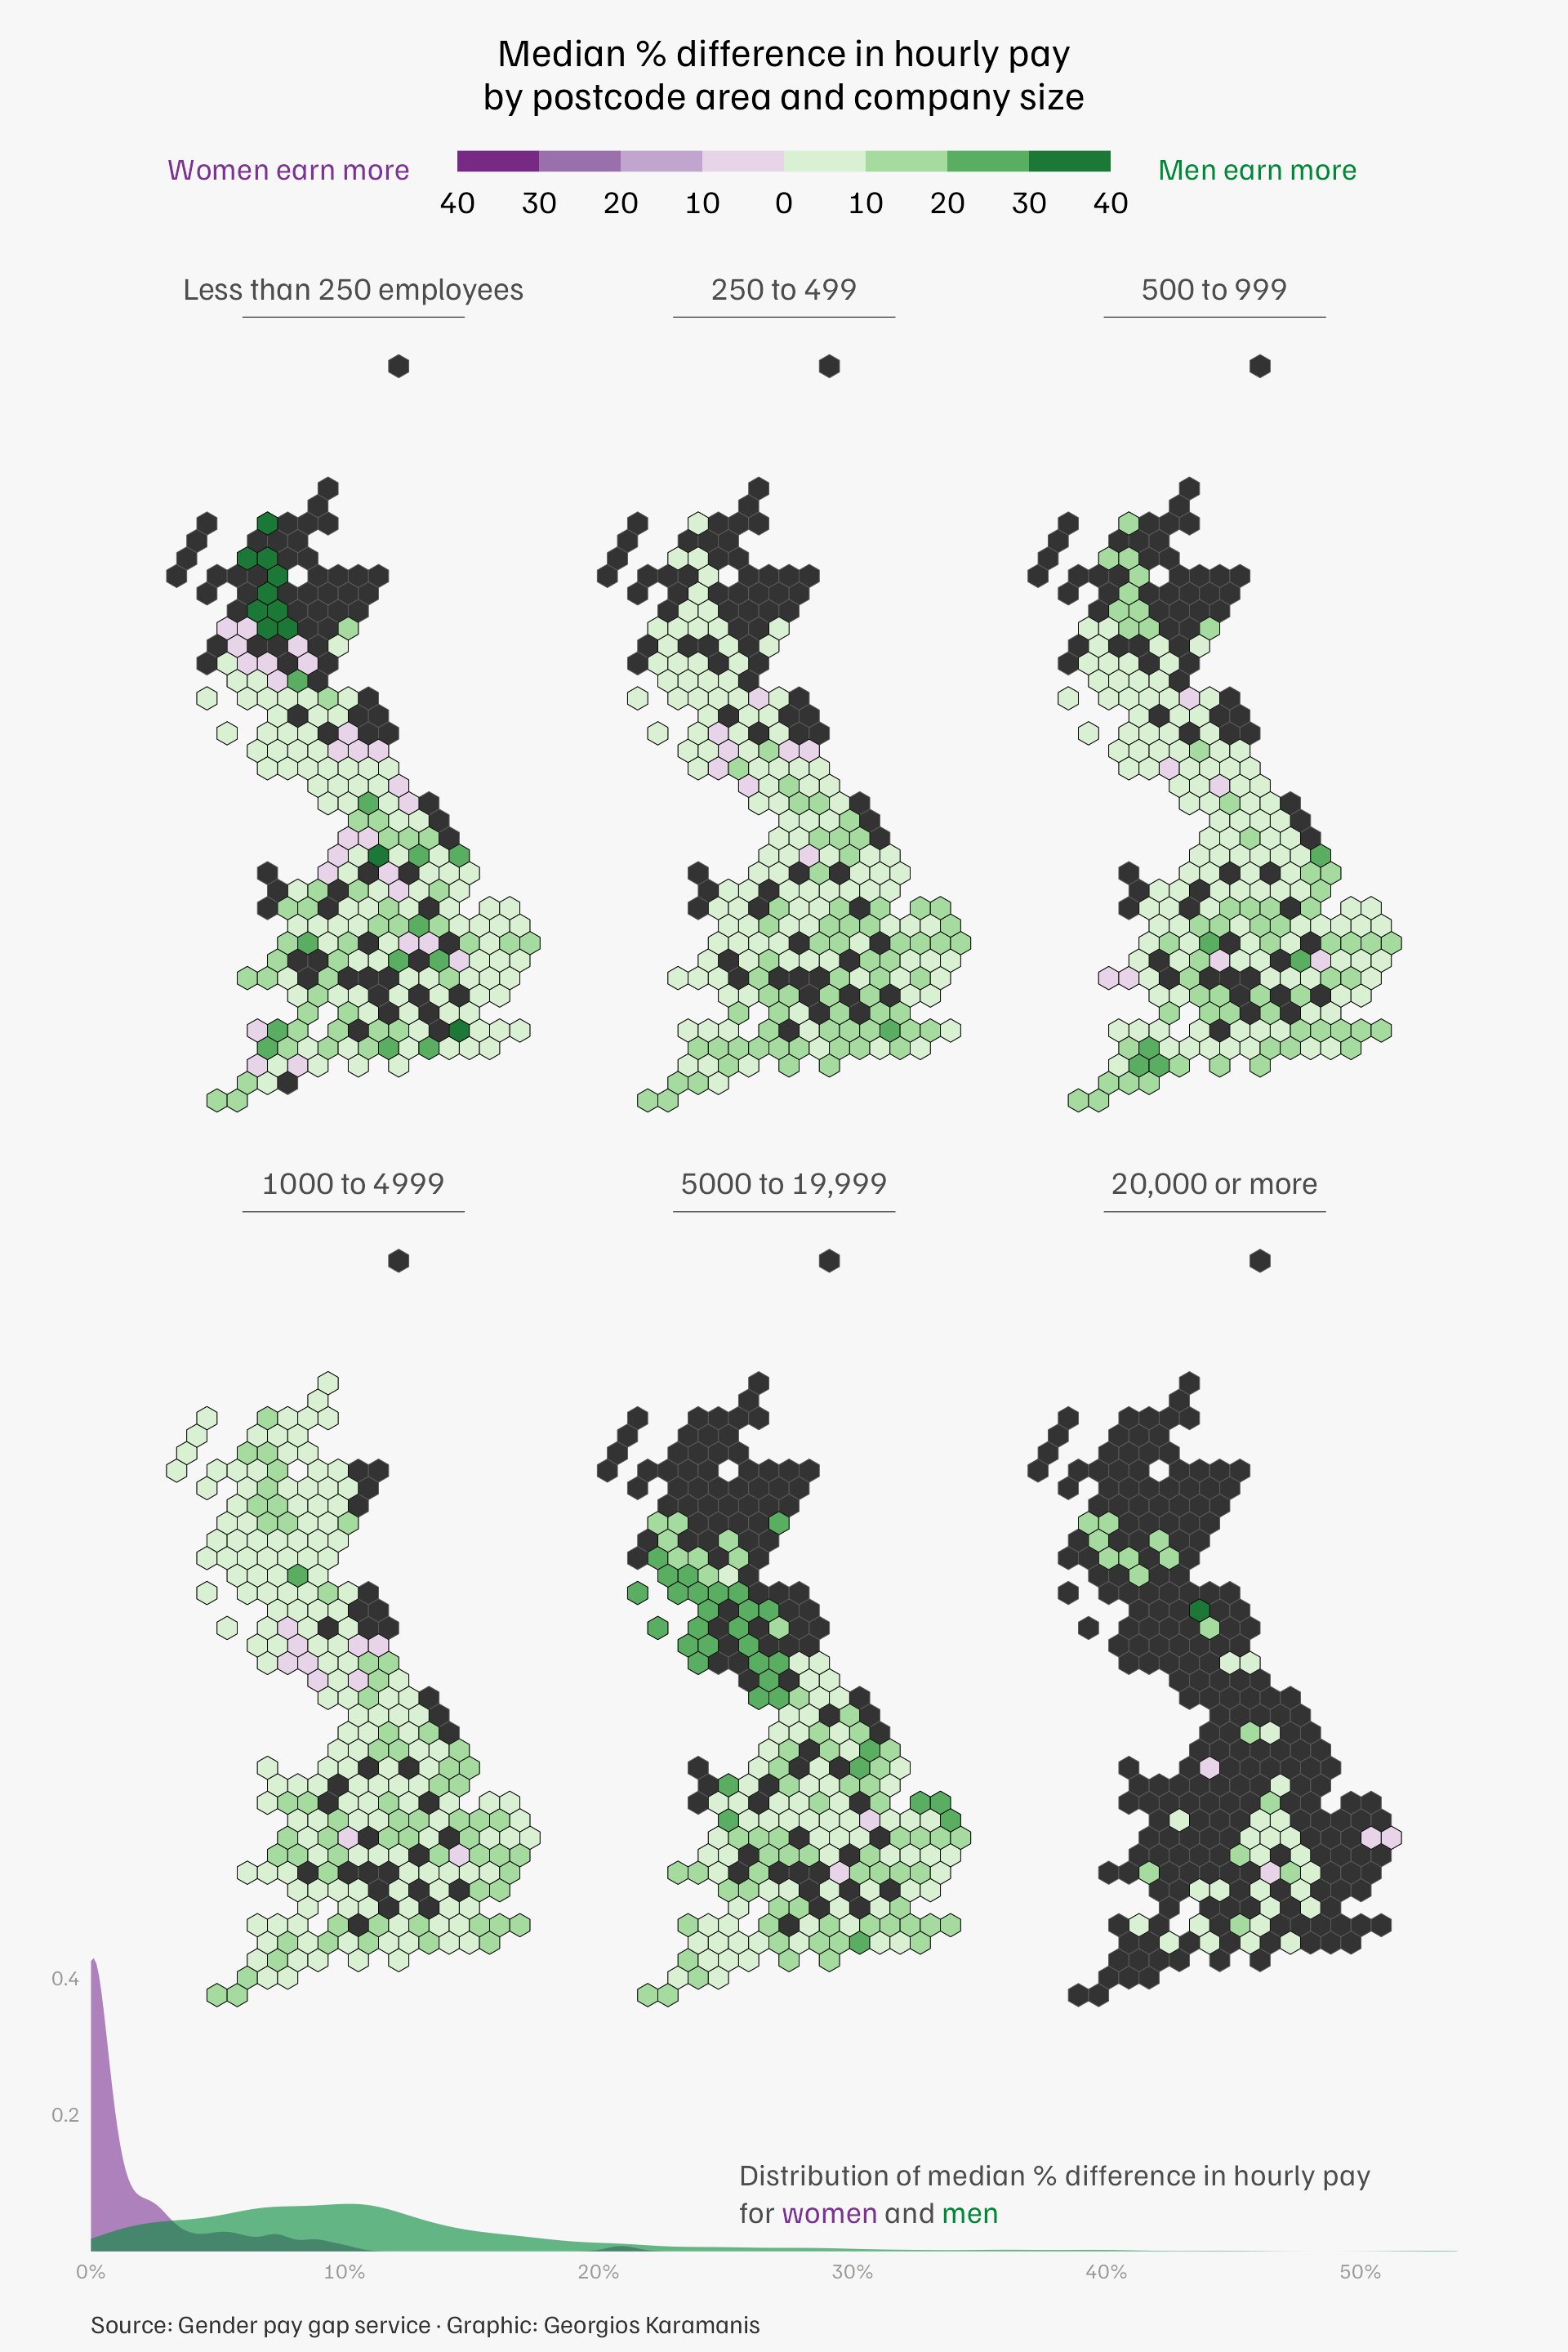 Median % difference in hourly pay
by postcode area and company size
Women earn more
Men earn more
40 30 20 10 0 10 20 30 40
Less than 250 employees
250 to 499
500 to 999
1000 to 4999
5000 to 19,999
20,000 or more
0.4
0.2
Distribution of median % difference in hourly pay
for women and men
0% 10% 20% 30% 40% 50%
Source: Gender pay gap service · Graphic: Georgios Karamanis